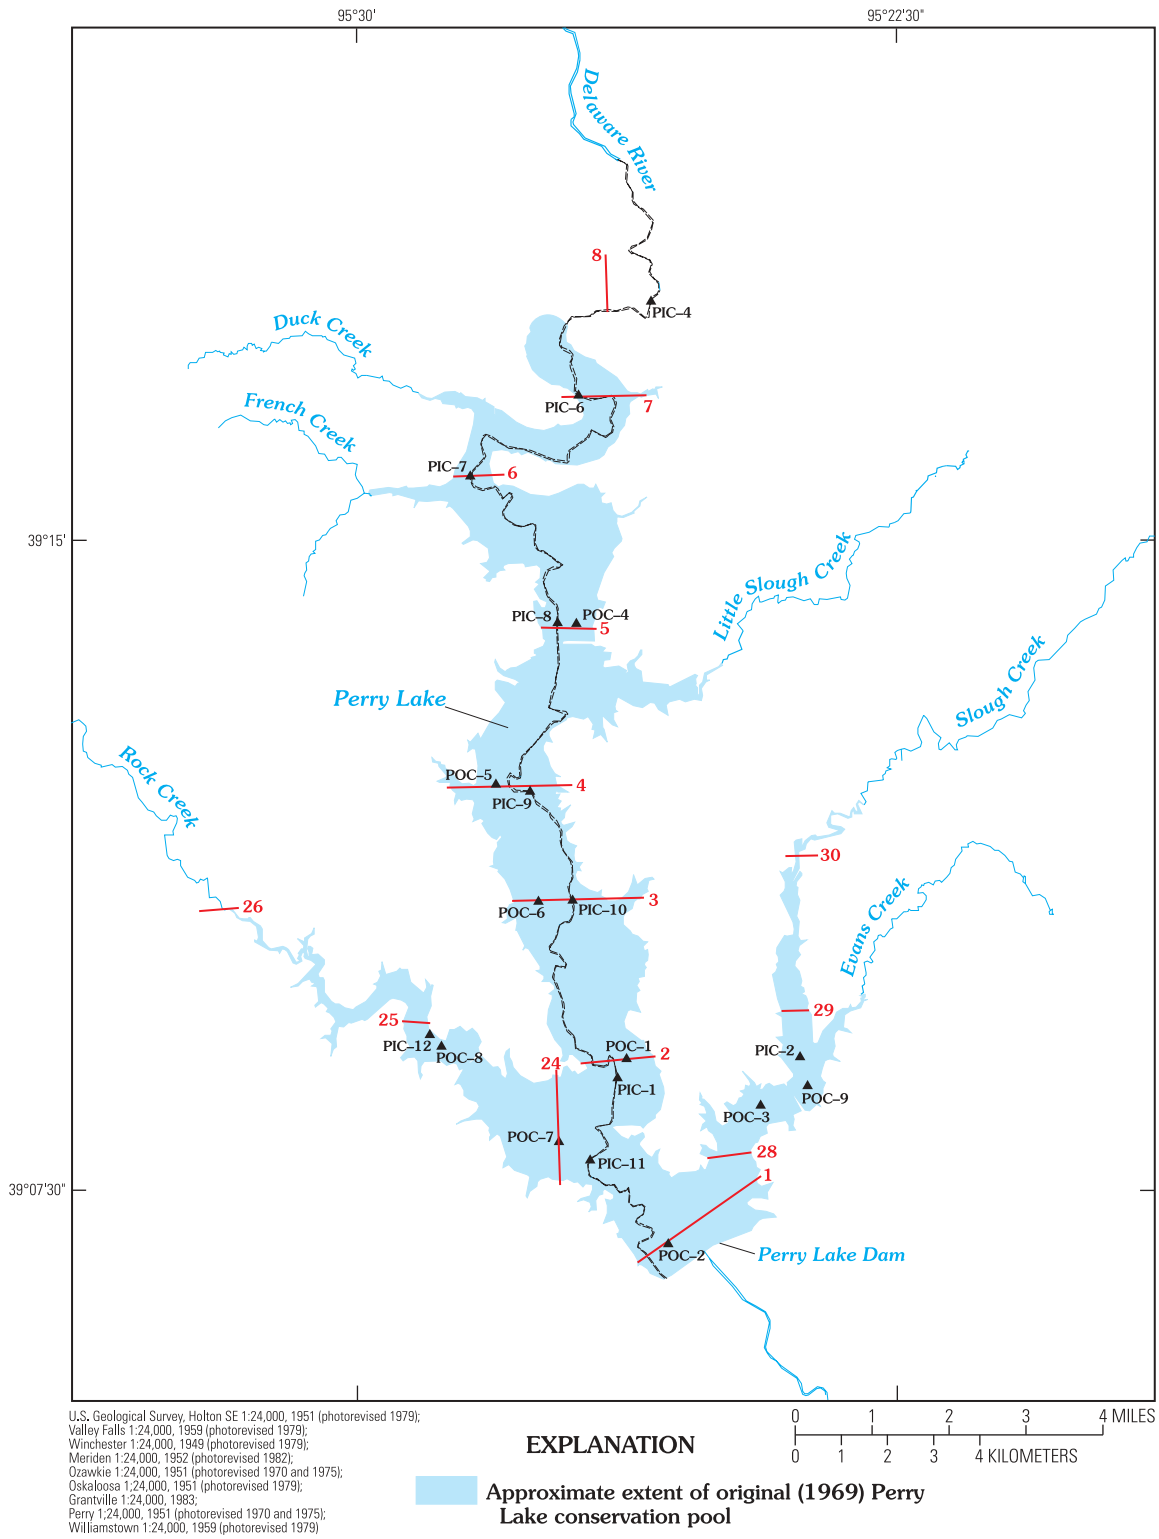 95°30'
95°22'30"
Delaware River
8
PIC–4
Duck Creek
French Creek
PIC–6
7
PIC–7
6
39°15'
Little Slough Creek
PIC–8
POC–4
5
Slough Creek
Perry Lake
Rock Creek
POC–5
4
PIC–9
30
Evans Creek
26
POC–6
PIC–10
3
29
25
PIC–12
POC–8
24
POC–1
2
PIC–2
PIC–1
POC–9
POC–3
POC–7
28
PIC–11
1
39°07'30"
POC–2
Perry Lake Dam
U.S. Geological Survey, Holton SE 1:24,000, 1951 (photorevised 1979);
Valley Falls 1:24,000, 1959 (photorevised 1979);
Winchester 1:24,000, 1949 (photorevised 1979);
Meriden 1:24,000, 1952 (photorevised 1982);
Ozawkie 1:24,000, 1951 (photorevised 1970 and 1975);
Oskaloosa 1;24,000, 1951 (photorevised 1979);
Grantville 1:24,000, 1983;
Perry 1:24,000, 1951 (photorevised 1970 and 1975);
Williamstown 1:24,000, 1959 (photorevised 1979)
0 1 2 3 4 MILES
0 1 2 3 4 KILOMETERS
EXPLANATION
Approximate extent of original (1969) Perry
Lake conservation pool